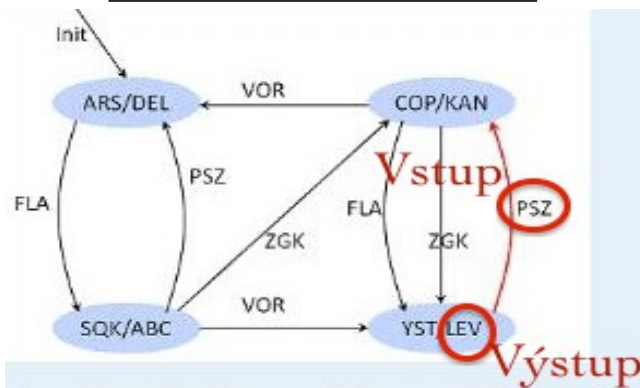 Init
ARS/DEL
VOR
COP/KAN
FLA
PSZ
Vstup
FLA
PSZ
ZGK
ZGK
SQK/ABC
VOR
YST/LEV
Výstup